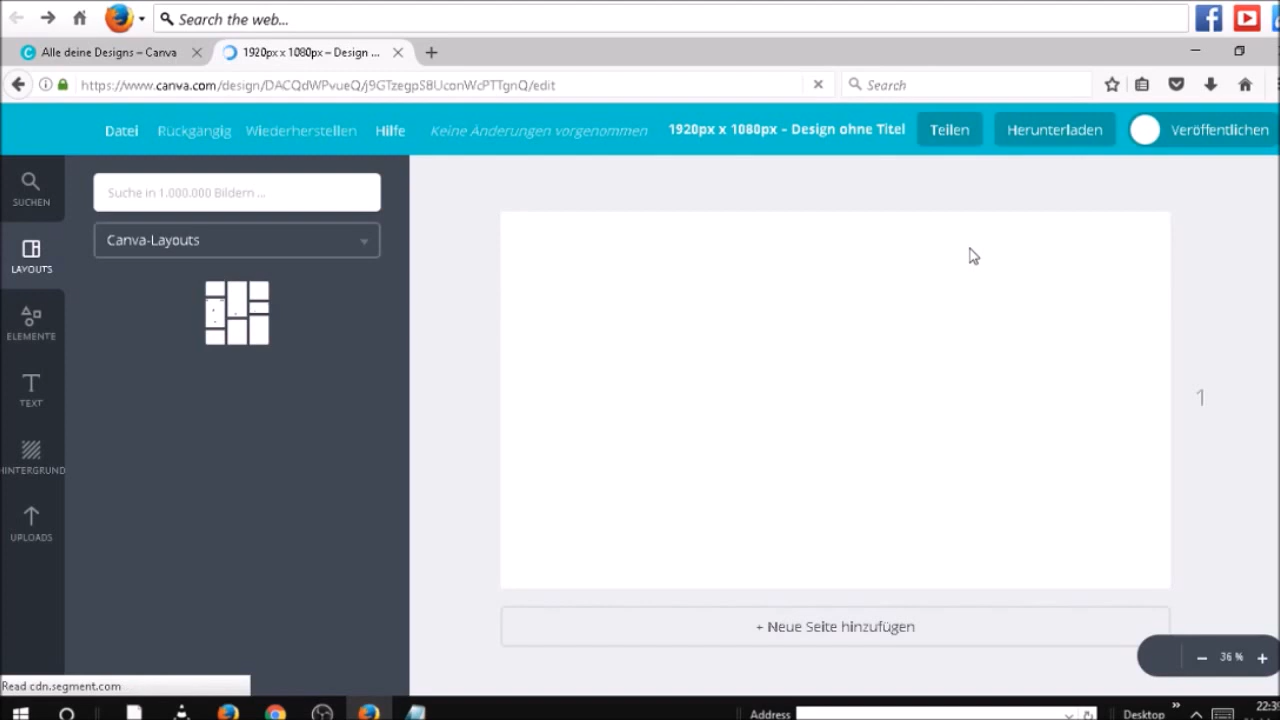 Search the web...
Alle deine Designs – Canva
1920px x 1080px – Design ...
https://www.canva.com/design/DACQdWPvueQ/j9GTzegpS8UconWcPTTgnQ/edit
Search
Datei
Rückgängig
Wiederherstellen
Hilfe
Keine Änderungen vorgenommen
1920px x 1080px - Design ohne Titel
Teilen
Herunterladen
Veröffentlichen
SUCHEN
Suche in 1.000.000 Bildern ...
Canva-Layouts
LAYOUTS
ELEMENTE
TEXT
HINTERGRUND
UPLOADS
1
+ Neue Seite hinzufügen
36 %
Read cdn.segment.com
Address
Desktop